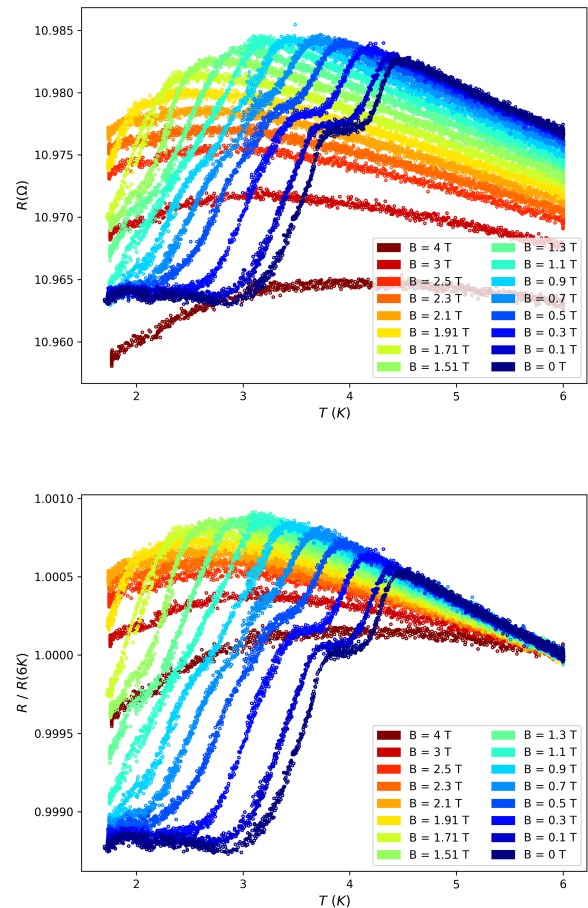 10.985
10.980
10.975
10.970
10.965
10.960
R(Ω)
B = 4 T
B = 3 T
B = 2.5 T
B = 2.3 T
B = 2.1 T
B = 1.91 T
B = 1.71 T
B = 1.51 T
B = 1.3 T
B = 1.1 T
B = 0.9 T
B = 0.7 T
B = 0.5 T
B = 0.3 T
B = 0.1 T
B = 0 T
2 3 4 5 6
T (K)
1.0010
1.0005
1.0000
0.9995
0.9990
R / R(6K)
B = 4 T
B = 3 T
B = 2.5 T
B = 2.3 T
B = 2.1 T
B = 1.91 T
B = 1.71 T
B = 1.51 T
B = 1.3 T
B = 1.1 T
B = 0.9 T
B = 0.7 T
B = 0.5 T
B = 0.3 T
B = 0.1 T
B = 0 T
2 3 4 5 6
T (K)